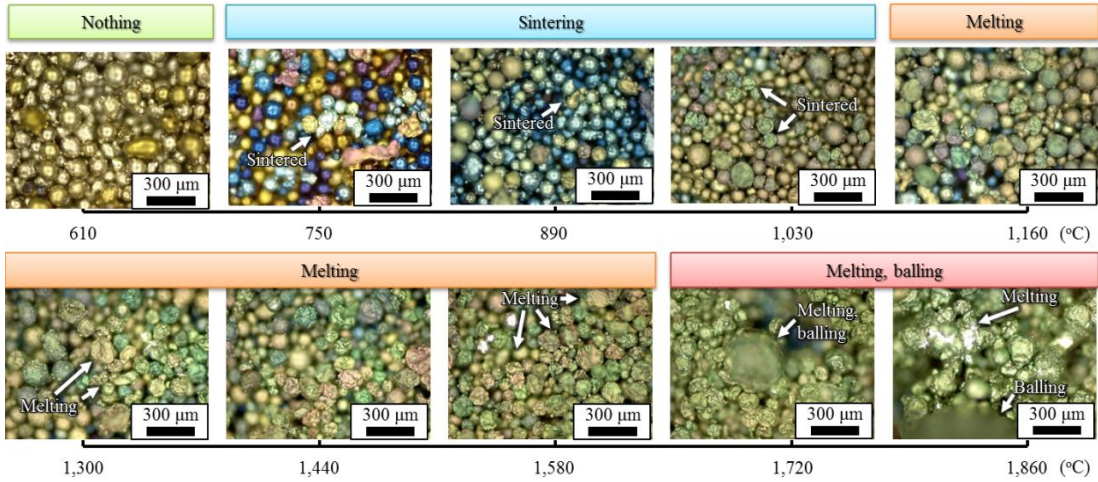 Nothing
Sintering
Melting
Sintered
Sintered
Sintered
300 μm
300 μm
300 μm
300 μm
300 μm
610
750
890
1,030
1,160
(°C)
Melting
Melting, balling
Melting
Melting
Melting,
balling
Melting
Balling
300 μm
300 μm
300 μm
300 μm
300 μm
1,300
1,440
1,580
1,720
1,860
(°C)